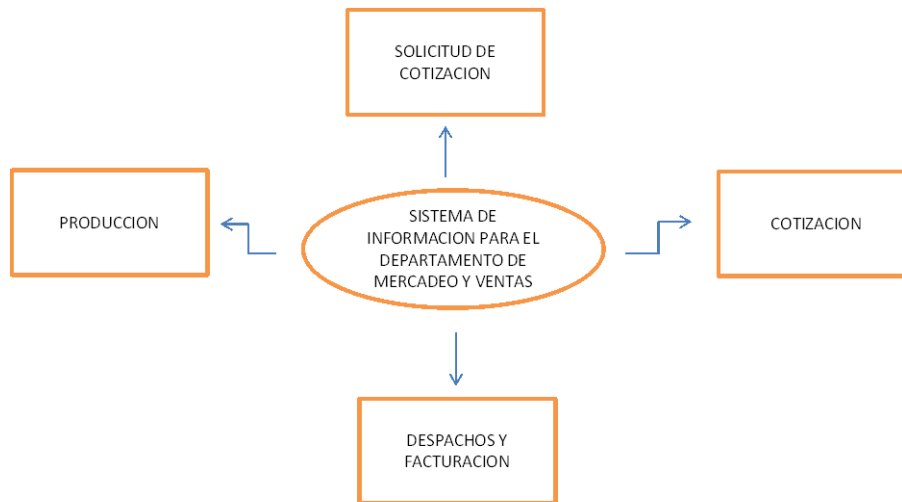 SOLICITUD DE
COTIZACION
PRODUCCION
SISTEMA DE
INFORMACION PARA EL
DEPARTAMENTO DE
MERCADEO Y VENTAS
COTIZACION
DESPACHOS Y
FACTURACION